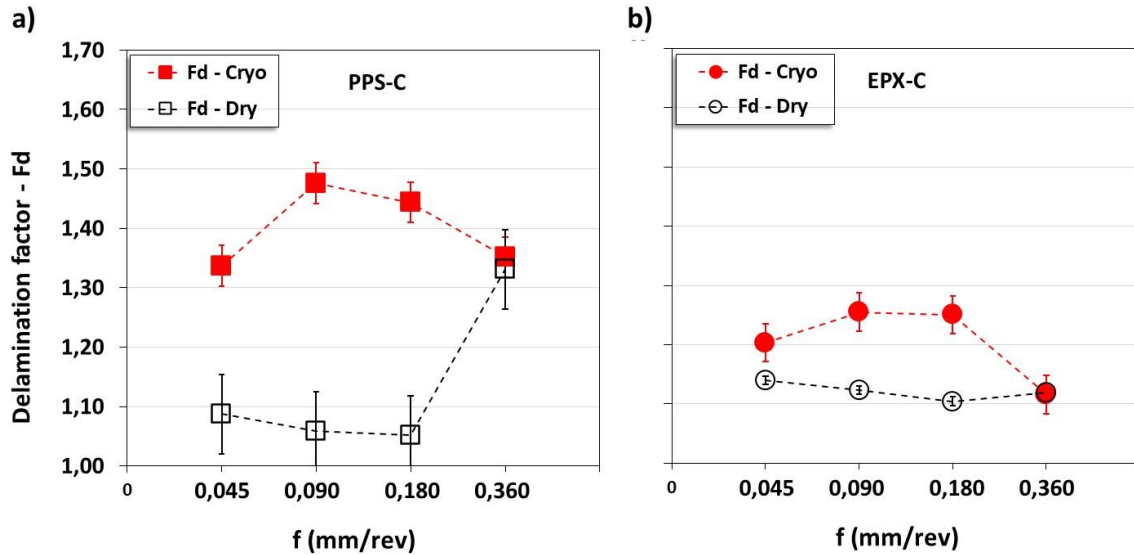 a)
Delamination factor - Fd
1,70
1,60
1,50
1,40
1,30
1,20
1,10
1,00
Fd - Cryo
Fd - Dry
PPS-C
0
0,045
0,090
0,180
0,360
f (mm/rev)
b)
Fd - Cryo
Fd - Dry
EPX-C
0
0,045
0,090
0,180
0,360
f (mm/rev)